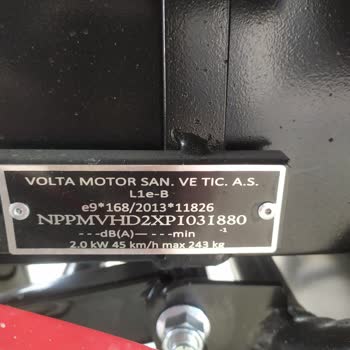 VOLTA MOTOR SAN. VE TIC. A.S.
L1e-B
e9*168/2013*11826
NPPMVHD2XP1031880
---dB(A)— ---min -1
2.0 kW 45 km/h max 243 kg